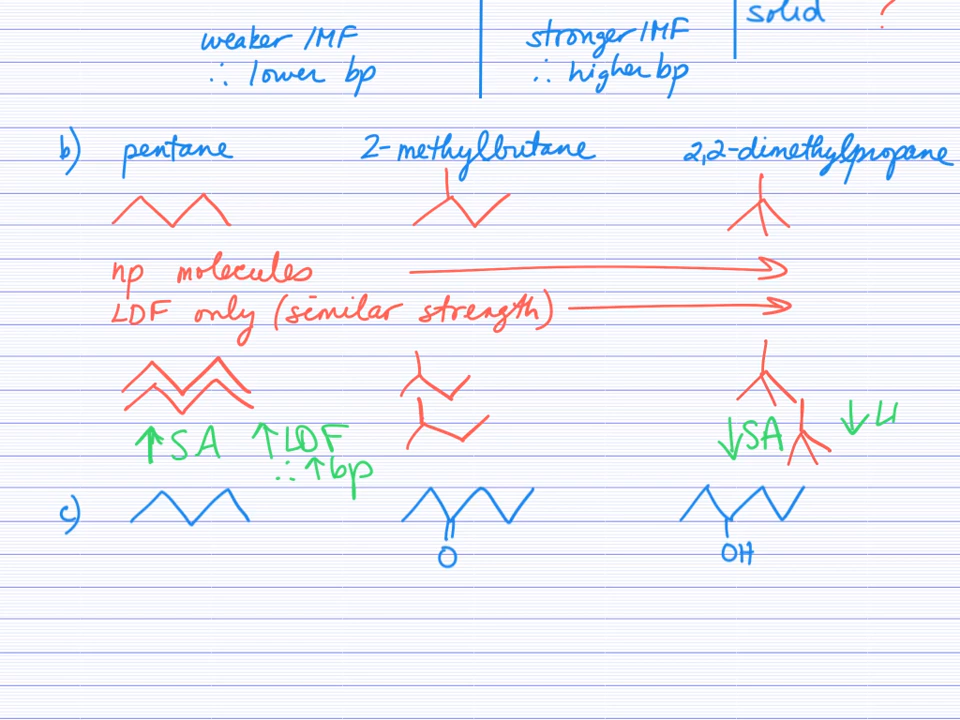 solid ?
weaker IMF
∴ lower bp
stronger IMF
∴ higher bp
b) pentane 2-methylbutane 2,2-dimethylpropane
np molecules
LDF only (similar strength)
↑SA ↑LDF
∴ ↑bp
↓SA ↓
c)
O
OH